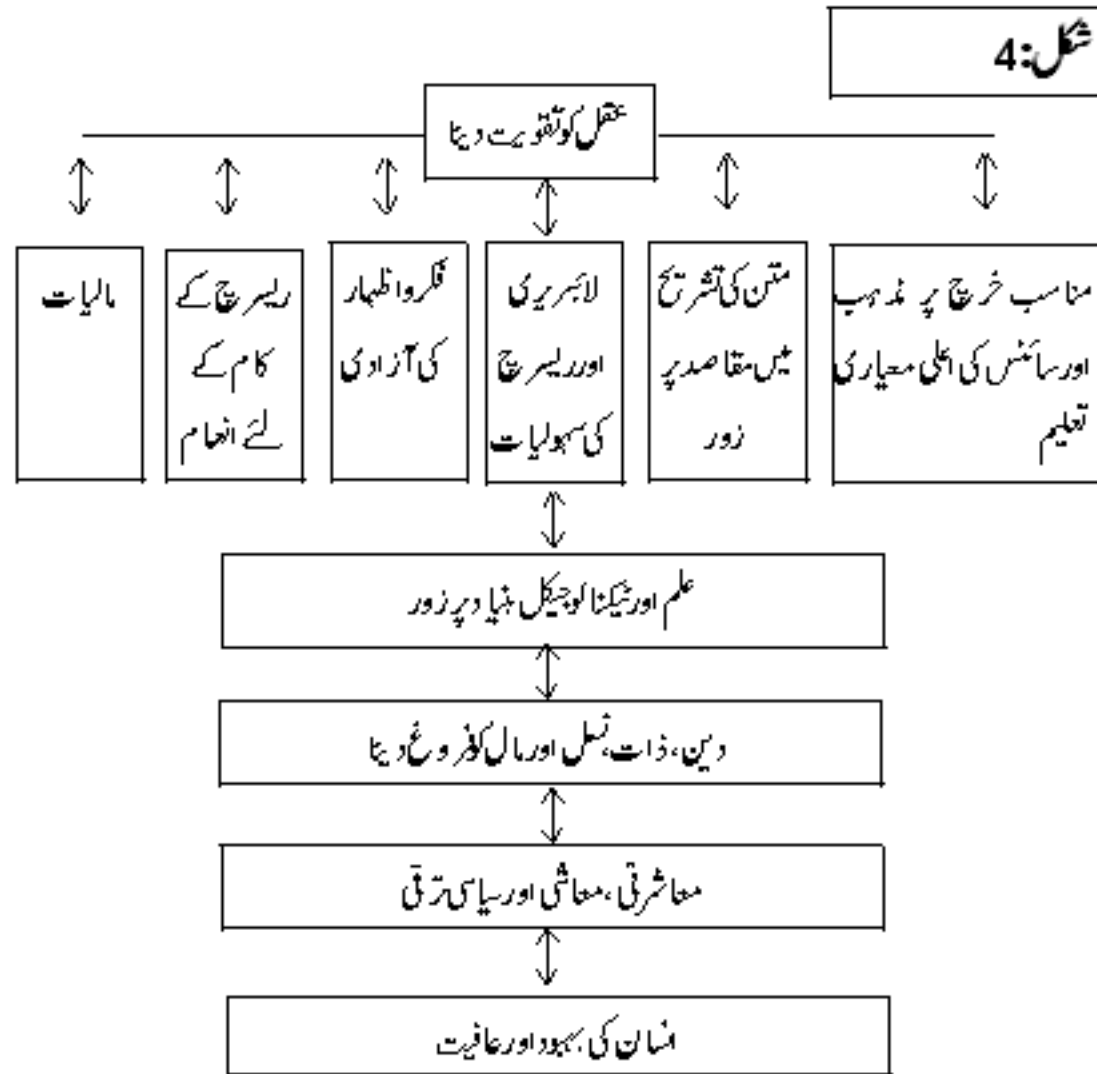 شکل:4
عقل کو تقویت دینا
مناسب خرچ پر مذہب
اور سائنس کی اعلی معیاری
تعلیم
متن کی تشریح
میں مقاصد پر
زور
لائبریری
اور ریسرچ
کی سہولیات
فکر و اظہار
کی آزادی
ریسرچ کے
کام کے
لئے انعام
مالیات
علم اور ٹیکنالوجیکل بنیاد پر زور
دین، ذات، نسل اور مال کو فروغ دینا
معاشرتی، معاشی اور سیاسی ترقی
انسان کی بہبود اور عافیت